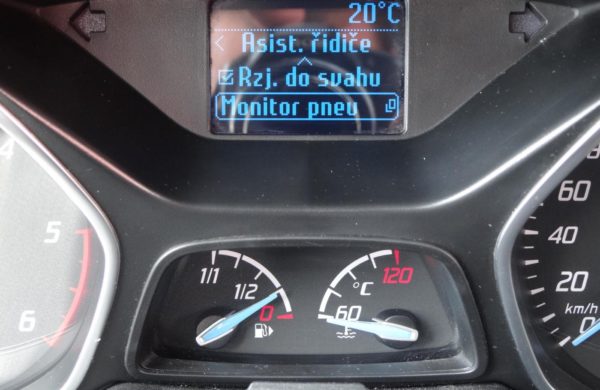 20°C
< Asist. řidiče
Rzj. do svahu
Monitor pneu
4
5
6
1/1
1/2
0
120
°C
60
60
40
20
km/h
0